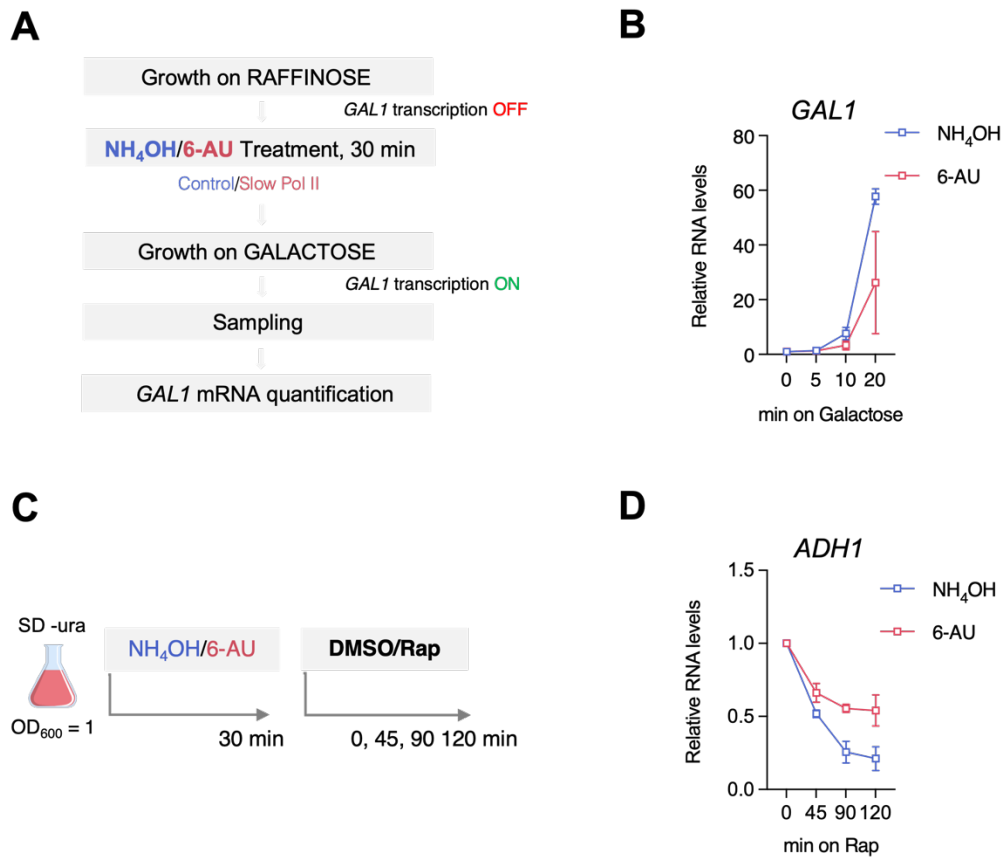 A
Growth on RAFFINOSE
GAL1 transcription OFF
NH₄OH/6-AU Treatment, 30 min
Control/Slow Pol II
Growth on GALACTOSE
GAL1 transcription ON
Sampling
GAL1 mRNA quantification
B
GAL1
NH₄OH
6-AU
Relative RNA levels
80
60
40
20
0
0 5 10 20
min on Galactose
C
SD -ura
OD₆₀₀ = 1
NH₄OH/6-AU
30 min
DMSO/Rap
0, 45, 90 120 min
D
ADH1
NH₄OH
6-AU
Relative RNA levels
1.5
1.0
0.5
0.0
0 45 90 120
min on Rap